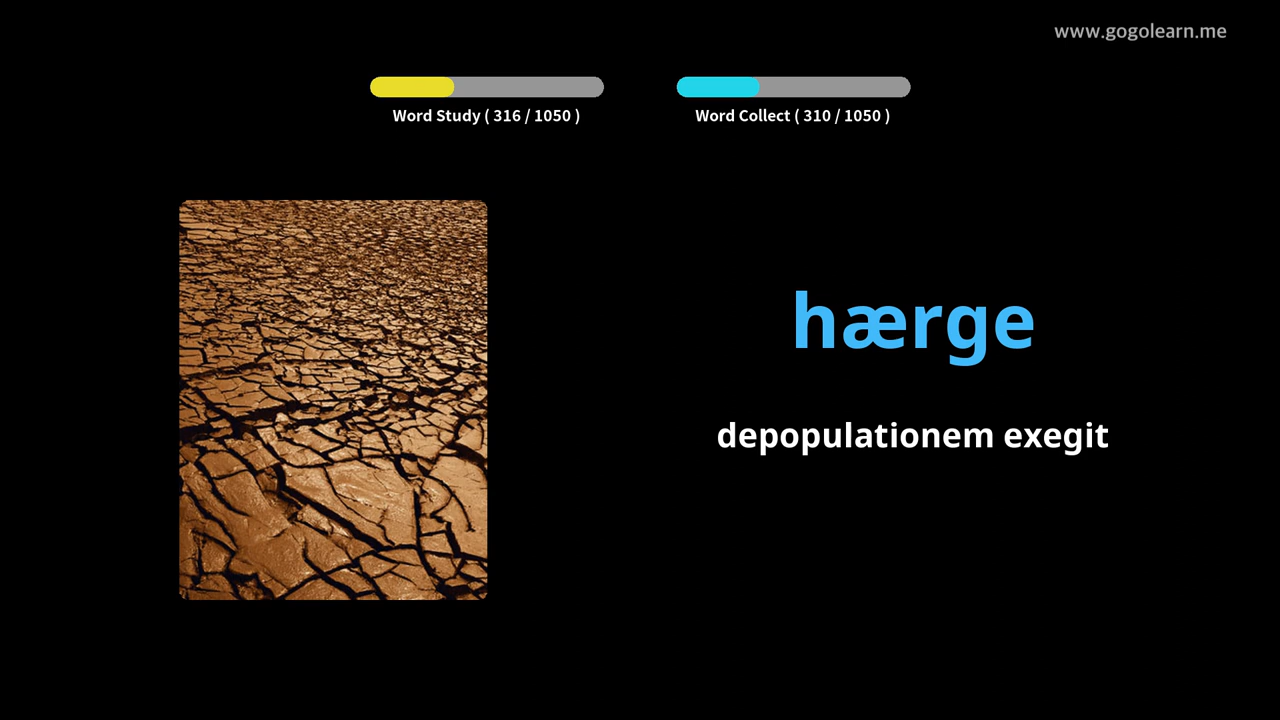 www.gogolearn.me
Word Study ( 316 / 1050 )
Word Collect ( 310 / 1050 )
hærge
depopulationem exegit